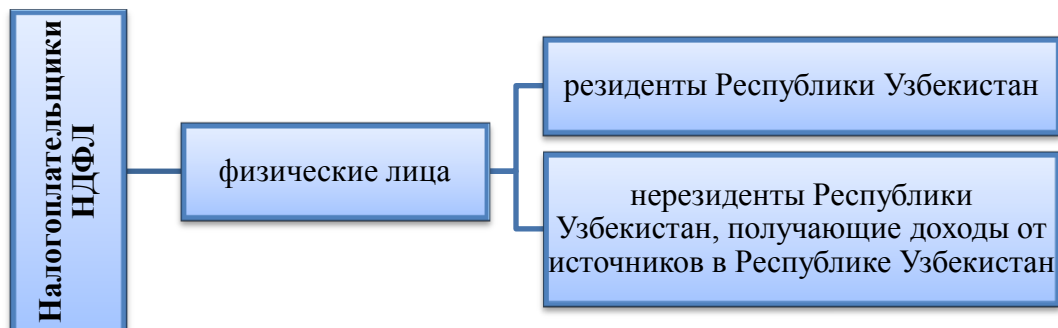 Налогоплательщики
НДФЛ
физические лица
резиденты Республики Узбекистан
нерезиденты Республики
Узбекистан, получающие доходы от
источников в Республике Узбекистан